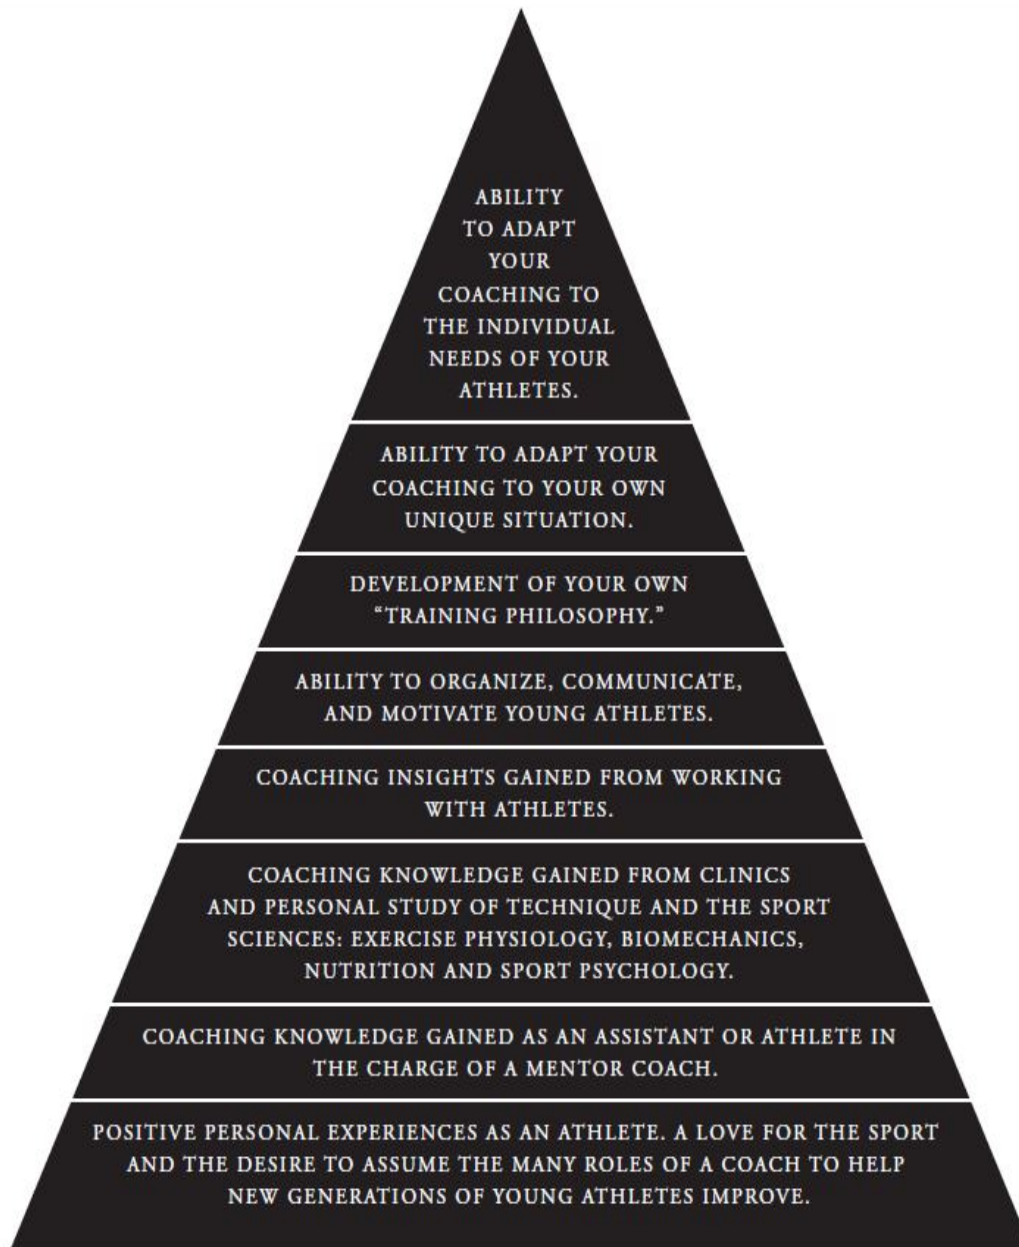 ABILITY
TO ADAPT
YOUR
COACHING TO
THE INDIVIDUAL
NEEDS OF YOUR
ATHLETES.
ABILITY TO ADAPT YOUR
COACHING TO YOUR OWN
UNIQUE SITUATION.
DEVELOPMENT OF YOUR OWN
“TRAINING PHILOSOPHY.”
ABILITY TO ORGANIZE, COMMUNICATE,
AND MOTIVATE YOUNG ATHLETES.
COACHING INSIGHTS GAINED FROM WORKING
WITH ATHLETES.
COACHING KNOWLEDGE GAINED FROM CLINICS
AND PERSONAL STUDY OF TECHNIQUE AND THE SPORT
SCIENCES: EXERCISE PHYSIOLOGY, BIOMECHANICS,
NUTRITION AND SPORT PSYCHOLOGY.
COACHING KNOWLEDGE GAINED AS AN ASSISTANT OR ATHLETE IN
THE CHARGE OF A MENTOR COACH.
POSITIVE PERSONAL EXPERIENCES AS AN ATHLETE. A LOVE FOR THE SPORT
AND THE DESIRE TO ASSUME THE MANY ROLES OF A COACH TO HELP
NEW GENERATIONS OF YOUNG ATHLETES IMPROVE.